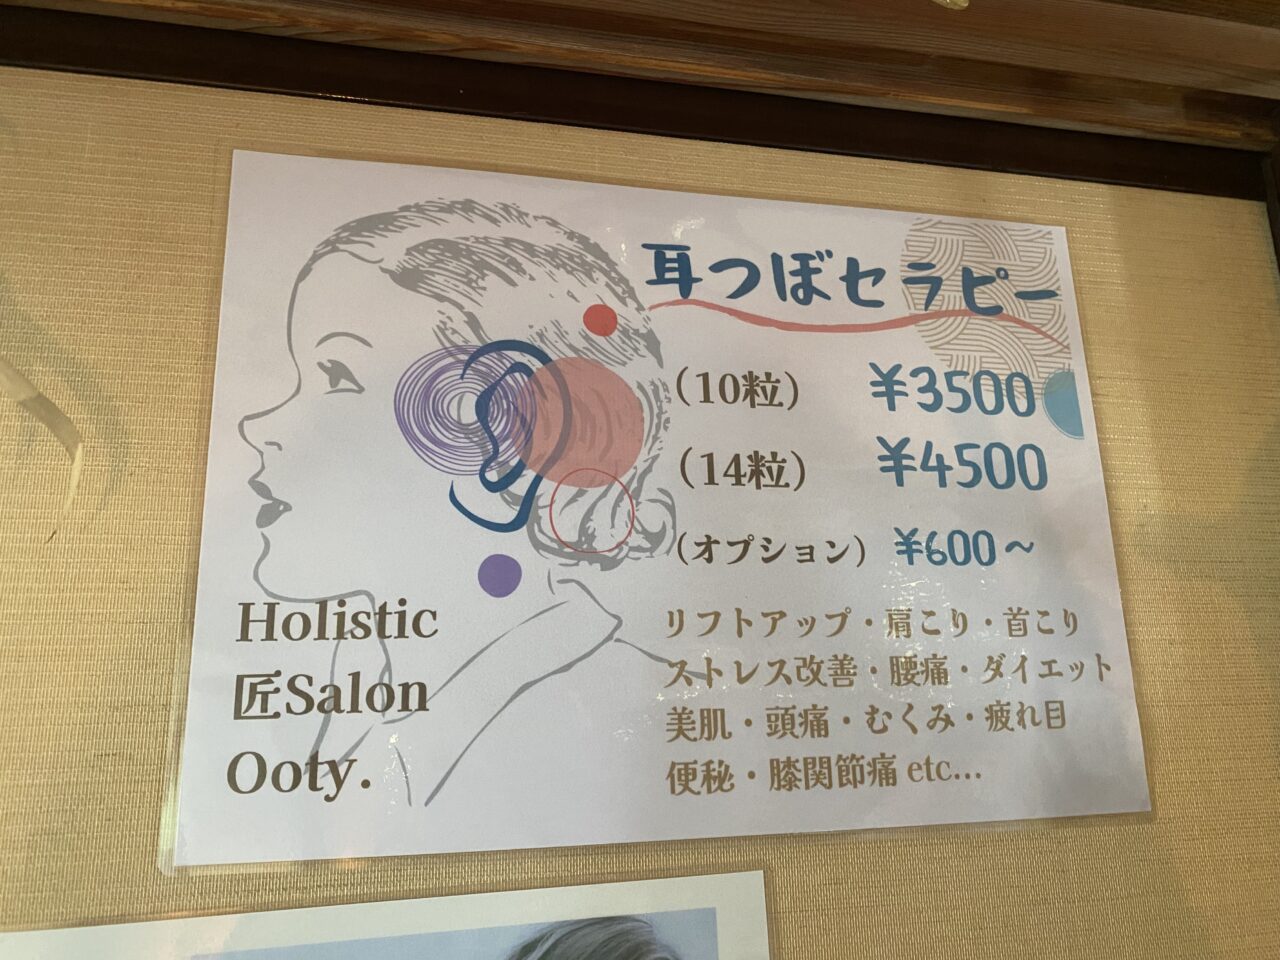 耳つぼセラピー
（10粒） ¥3500
（14粒） ¥4500
（オプション） ¥600～
リフトアップ・肩こり・首こり
ストレス改善・腰痛・ダイエット
美肌・頭痛・むくみ・疲れ目
便秘・膝関節痛 etc...
Holistic
匠Salon
Ooty.